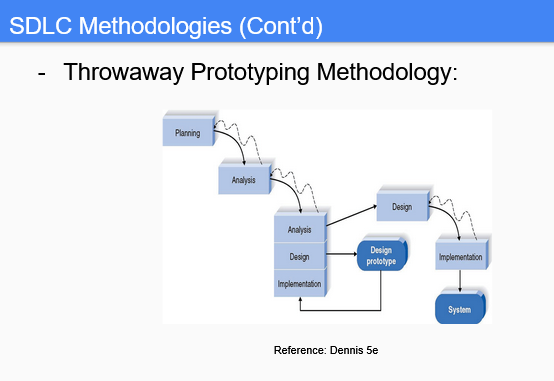 SDLC Methodologies (Cont'd)
- Throwaway Prototyping Methodology:
Planning
Analysis
Analysis
Design
Implementation
Design
prototype
Design
Implementation
System
Reference: Dennis 5e